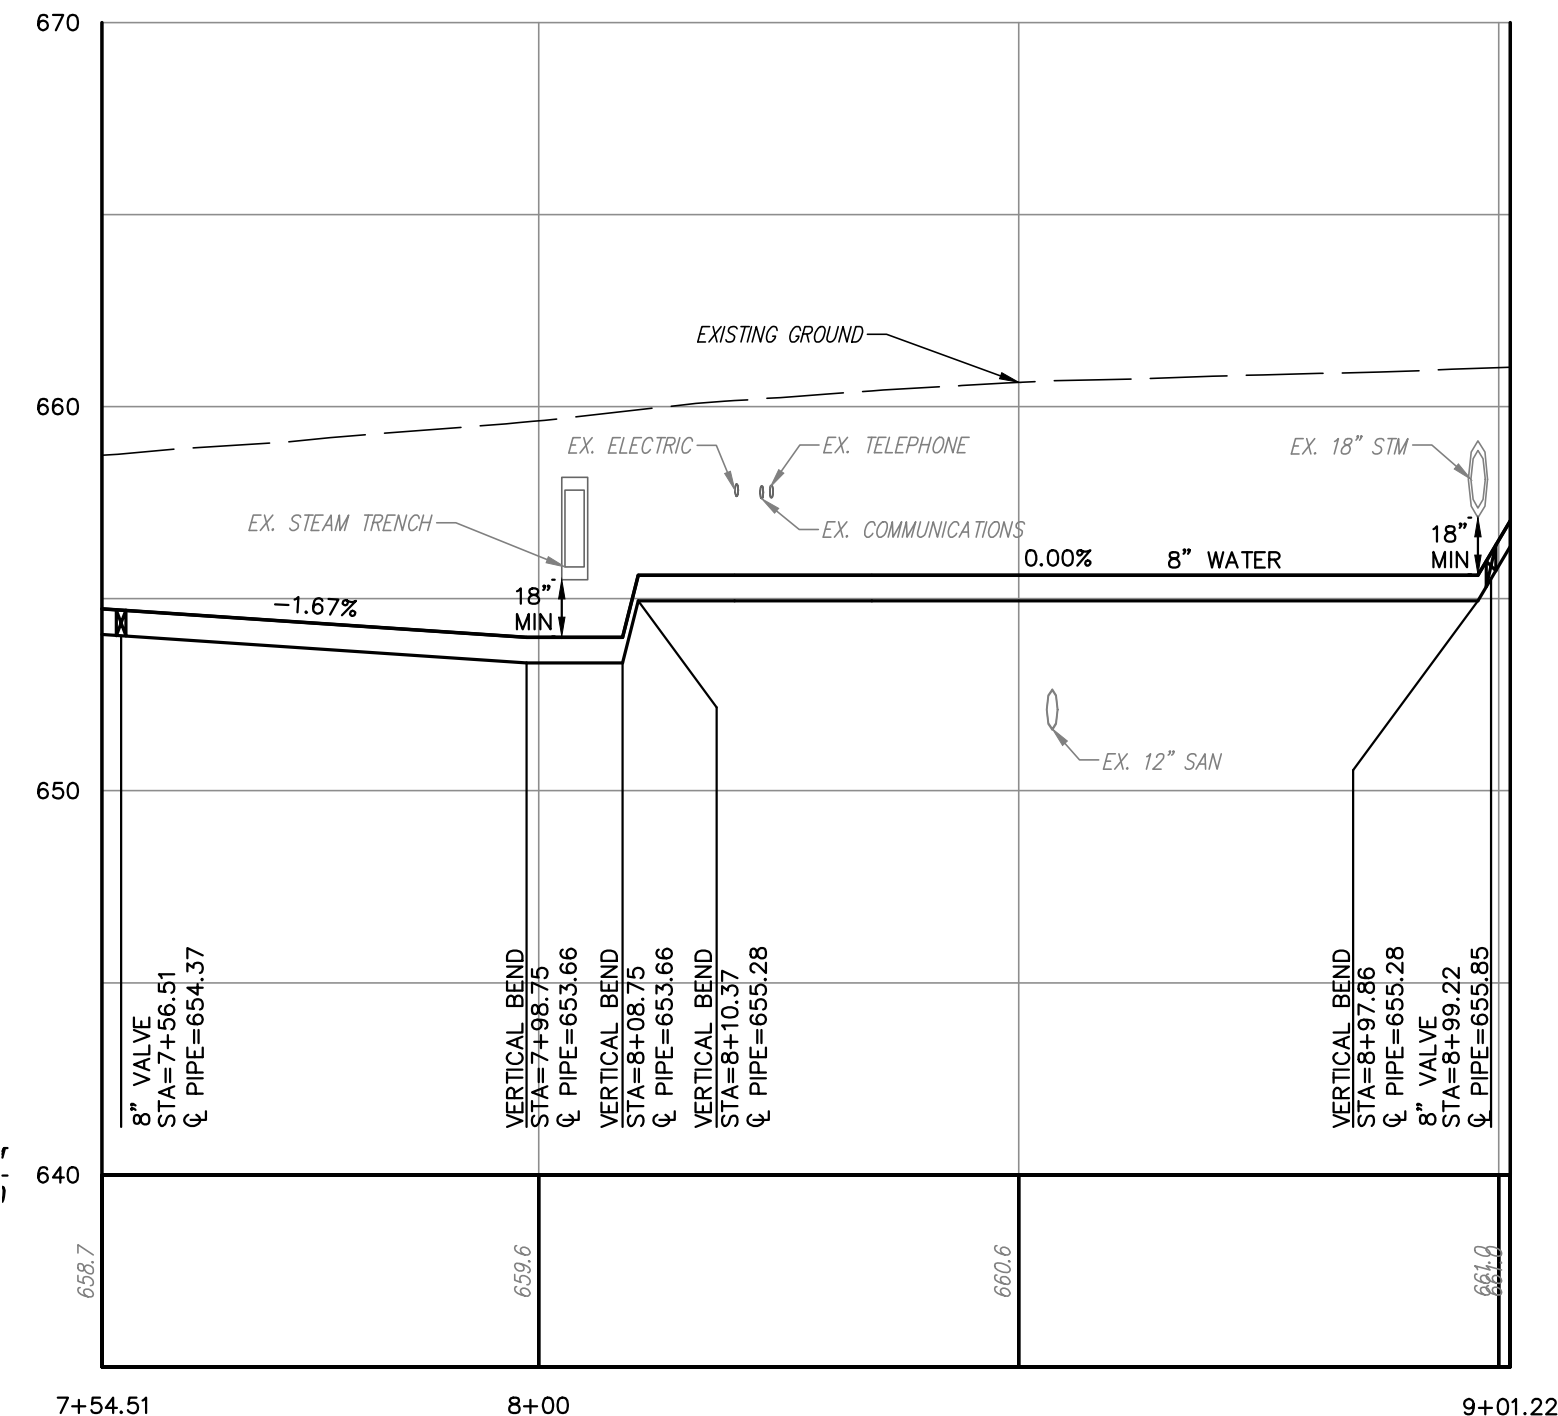 670
EXISTING GROUND
660
EX. ELECTRIC
EX. TELEPHONE
EX. 18" STM
EX. STEAM TRENCH
EX. COMMUNICATIONS
18"
MIN
0.00%
8" WATER
-1.67%
18"
MIN
EX. 12" SAN
650
8" VALVE
STA=7+56.51
℄ PIPE=654.37
VERTICAL BEND
STA=7+98.75
℄ PIPE=653.66
VERTICAL BEND
STA=8+08.75
℄ PIPE=653.66
VERTICAL BEND
STA=8+10.37
℄ PIPE=655.28
VERTICAL BEND
STA=8+97.86
℄ PIPE=655.28
8" VALVE
STA=8+99.22
℄ PIPE=655.85
640
658.7
659.6
660.6
661.0
661.0
7+54.51
8+00
9+01.22